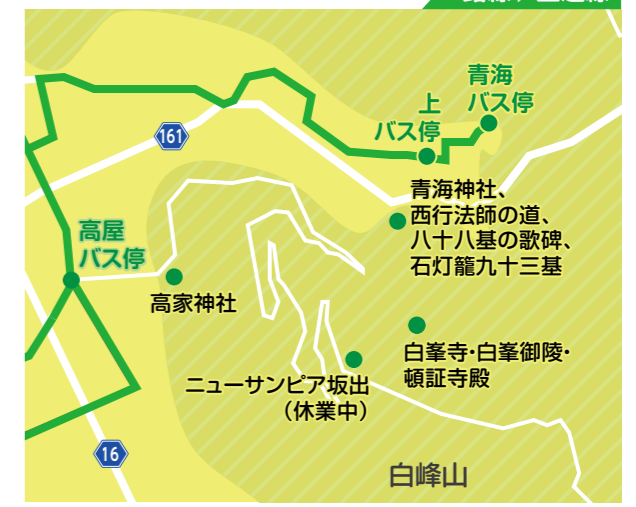 青海
バス停
上
バス停
161
青海神社、
西行法師の道、
八十八基の歌碑、
石灯籠九十三基
高屋
バス停
高家神社
白峯寺・白峯御陵・
頓証寺殿
ニューサンピア坂出
（休業中）
16
白峰山